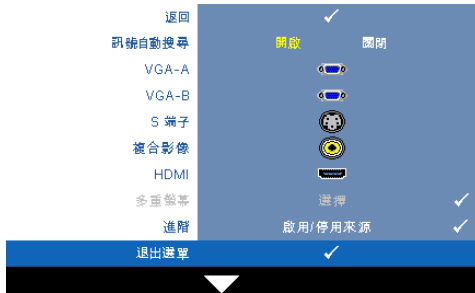 返回
訊號自動搜尋 開啟 關閉
VGA-A
VGA-B
S 端子
複合影像
HDMI
多重螢幕 選擇
進階 啟用/停用來源
退出選單